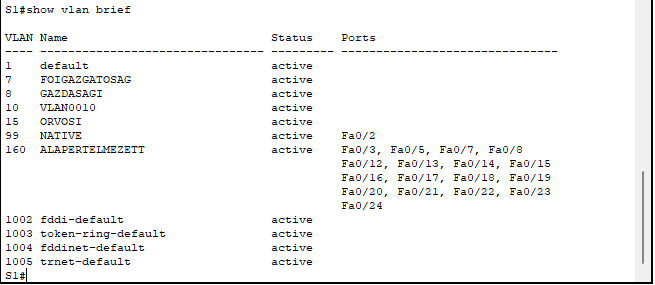 S1#show vlan brief
VLAN Name                             Status    Ports
---- -------------------------------- --------- -------------------------------
1    default                          active
7    FOIGAZGATOSAG                    active
8    GAZDASAGI                        active
10   VLAN0010                         active
15   ORVOSI                           active
99   NATIVE                           active    Fa0/2
160  ALAPERTELMEZETT                  active    Fa0/3, Fa0/5, Fa0/7, Fa0/8
                                                Fa0/12, Fa0/13, Fa0/14, Fa0/15
                                                Fa0/16, Fa0/17, Fa0/18, Fa0/19
                                                Fa0/20, Fa0/21, Fa0/22, Fa0/23
                                                Fa0/24
1002 fddi-default                     active
1003 token-ring-default               active
1004 fddinet-default                  active
1005 trnet-default                    active
S1#